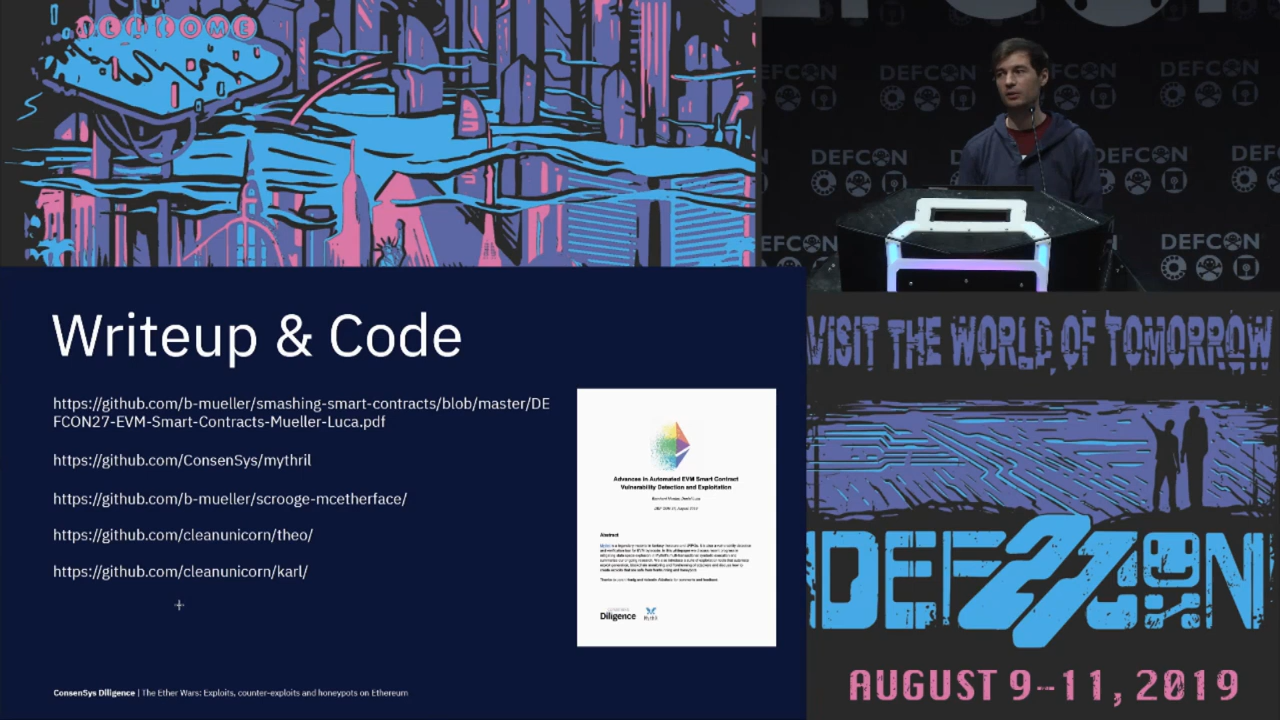 WELCOME
DEFCON
DEFCON
DEFCON
DEFCON
DEFCON
Writeup & Code
https://github.com/b-mueller/smashing-smart-contracts/blob/master/DE
FCON27-EVM-Smart-Contracts-Mueller-Luca.pdf
https://github.com/ConsenSys/mythril
https://github.com/b-mueller/scrooge-mcetherface/
https://github.com/cleanunicorn/theo/
https://github.com/cleanunicorn/karl/
Advances in Automated EVM Smart Contract
Vulnerability Detection and Exploitation
Abstract
Diligence
ConsenSys Diligence | The Ether Wars: Exploits, counter-exploits and honeypots on Ethereum
VISIT THE WORLD OF TOMORROW
DEF27CON
AUGUST 9-11, 2019